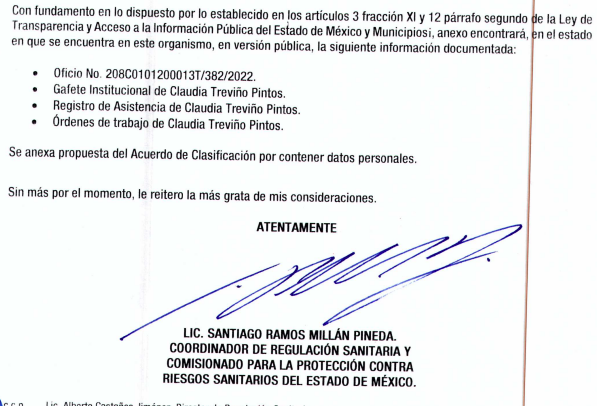 Con fundamento en lo dispuesto por lo establecido en los artículos 3 fracción XI y 12 párrafo segundo de la Ley de
Transparencia y Acceso a la Información Pública del Estado de México y Municipiosi, anexo encontrará, en el estado
en que se encuentra en este organismo, en versión pública, la siguiente información documentada:
• Oficio No. 208C0101200013T/382/2022.
• Gafete Institucional de Claudia Treviño Pintos.
• Registro de Asistencia de Claudia Treviño Pintos.
• Órdenes de trabajo de Claudia Treviño Pintos.
Se anexa propuesta del Acuerdo de Clasificación por contener datos personales.
Sin más por el momento, le reitero la más grata de mis consideraciones.
ATENTAMENTE
LIC. SANTIAGO RAMOS MILLÁN PINEDA.
COORDINADOR DE REGULACIÓN SANITARIA Y
COMISIONADO PARA LA PROTECCIÓN CONTRA
RIESGOS SANITARIOS DEL ESTADO DE MÉXICO.